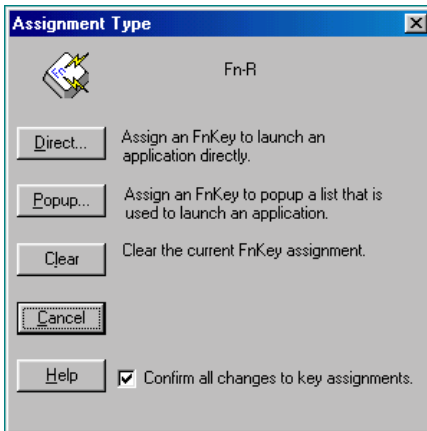 Assignment Type
Fn
Fn-R
Direct...
Assign an FnKey to launch an
application directly.
Popup...
Assign an FnKey to popup a list that is
used to launch an application.
Clear
Clear the current FnKey assignment.
Cancel
Help
Confirm all changes to key assignments.